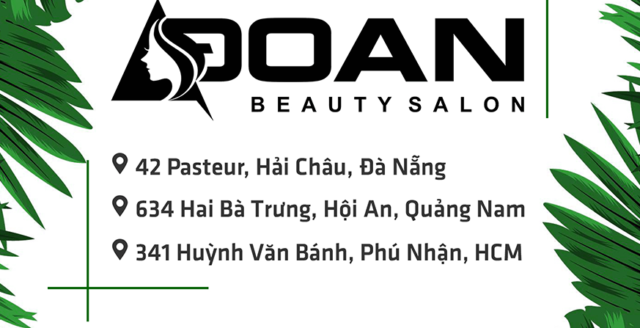 ĐOAN
BEAUTY SALON
42 Pasteur, Hải Châu, Đà Nẵng
634 Hai Bà Trưng, Hội An, Quảng Nam
341 Huỳnh Văn Bánh, Phú Nhận, HCM